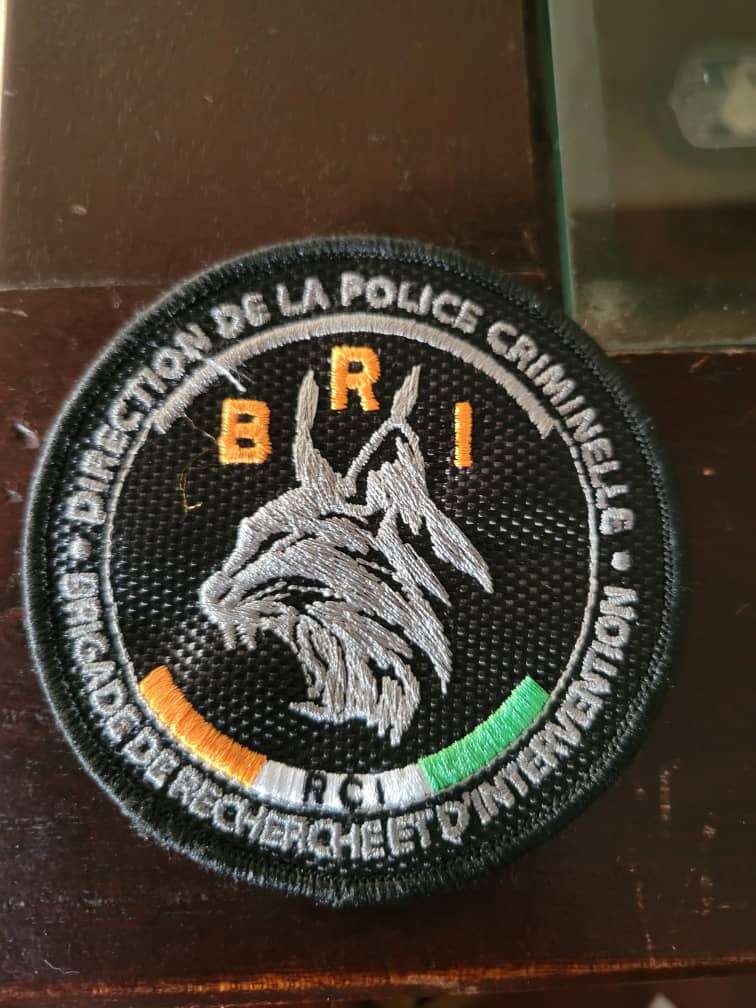 • DIRECTION DE LA POLICE CRIMINELLE •
BRI
RCI
BRIGADE DE RECHERCHE ET D'INTERVENTION